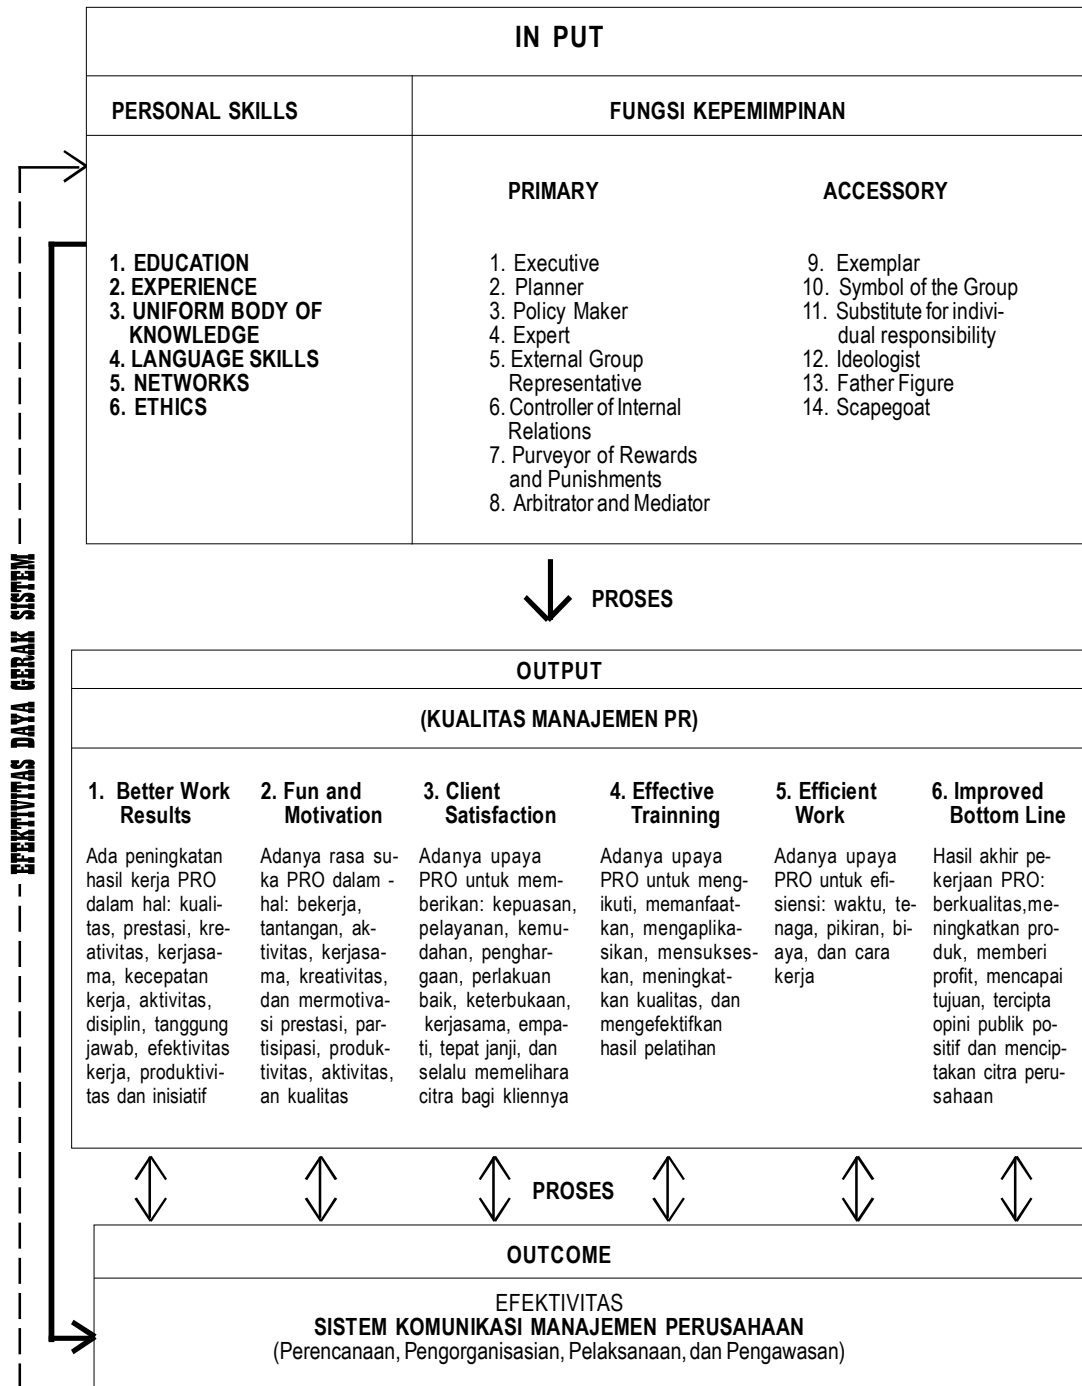 IN PUT
PERSONAL SKILLS
FUNGSI KEPEMIMPINAN
1. EDUCATION
2. EXPERIENCE
3. UNIFORM BODY OF
KNOWLEDGE
4. LANGUAGE SKILLS
5. NETWORKS
6. ETHICS
PRIMARY
1. Executive
2. Planner
3. Policy Maker
4. Expert
5. External Group
Representative
6. Controller of Internal
Relations
7. Purveyor of Rewards
and Punishments
8. Arbitrator and Mediator
ACCESSORY
9. Exemplar
10. Symbol of the Group
11. Substitute for indivi-
dual responsibility
12. Ideologist
13. Father Figure
14. Scapegoat
EFEKTIVITAS DAYA GERAK SISTEM
PROSES
OUTPUT
(KUALITAS MANAJEMEN PR)
1. Better Work
Results
Ada peningkatan
hasil kerja PRO
dalam hal: kuali-
tas, prestasi, kre-
ativitas, kerjasa-
ma, kecepatan
kerja, aktivitas,
disiplin, tanggung
jawab, efektivitas
kerja, produktivi-
tas dan inisiatif
2. Fun and
Motivation
Adanya rasa su-
ka PRO dalam -
hal: bekerja,
tantangan, ak-
tivitas, kerjasa-
ma, kreativitas,
dan mermotiva-
si prestasi, par-
tisipasi, produk-
tivitas, aktivitas,
an kualitas
3. Client
Satisfaction
Adanya upaya
PRO untuk mem-
berikan: kepuasan,
pelayanan, kemu-
dahan, penghar-
gaan, perlakuan
baik, keterbukaan,
kerjasama, empa-
ti, tepat janji, dan
selalu memelihara
citra bagi kliennya
4. Effective
Trainning
Adanya upaya
PRO untuk meng-
ikuti, memanfaat-
kan, mengaplika-
sikan, mensukses-
kan, meningkat-
kan kualitas, dan
mengefektifkan
hasil pelatihan
5. Efficient
Work
Adanya upaya
PRO untuk efi-
siensi: waktu, te-
naga, pikiran, bi-
aya, dan cara
kerja
6. Improved
Bottom Line
Hasil akhir pe-
kerjaan PRO:
berkualitas,me-
ningkatkan pro-
duk, memberi
profit, mencapai
tujuan, tercipta
opini publik po-
sitif dan mencip-
takan citra peru-
sahaan
PROSES
OUTCOME
EFEKTIVITAS
SISTEM KOMUNIKASI MANAJEMEN PERUSAHAAN
(Perencanaan, Pengorganisasian, Pelaksanaan, dan Pengawasan)